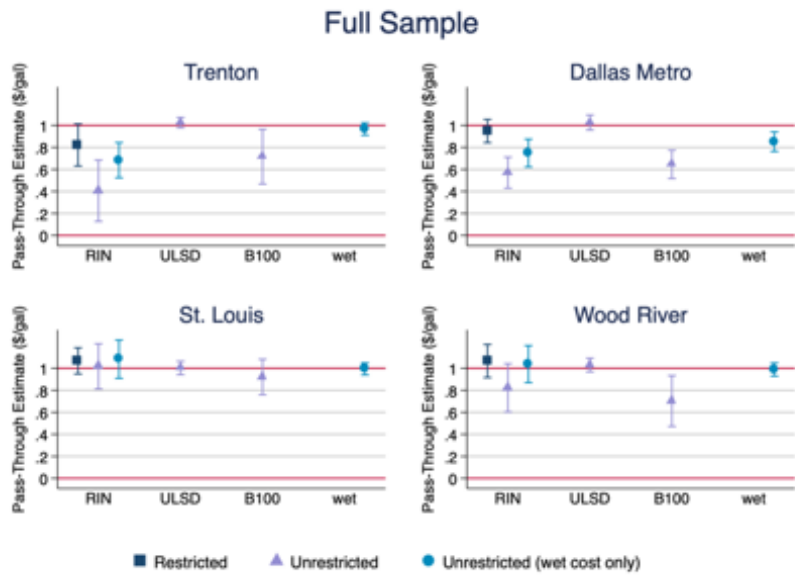 Full Sample
Trenton
Pass-Through Estimate ($/gal)
1
.8
.6
.4
.2
0
RIN ULSD B100 wet
Dallas Metro
Pass-Through Estimate ($/gal)
1
.8
.6
.4
.2
0
RIN ULSD B100 wet
St. Louis
Pass-Through Estimate ($/gal)
1
.8
.6
.4
.2
0
RIN ULSD B100 wet
Wood River
Pass-Through Estimate ($/gal)
1
.8
.6
.4
.2
0
RIN ULSD B100 wet
Restricted Unrestricted Unrestricted (wet cost only)